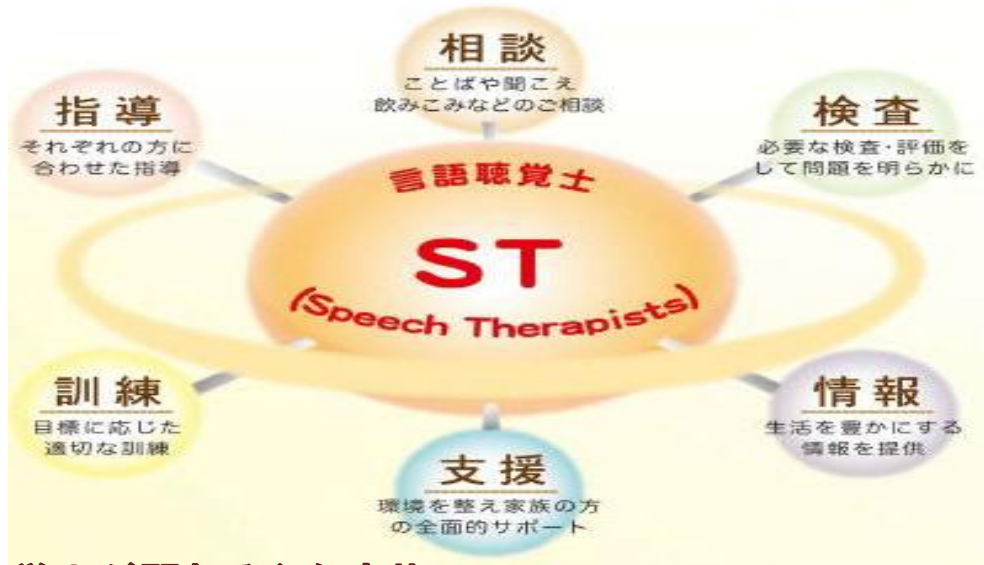 相談
ことばや聞こえ
飲みこみなどのご相談
指導
それぞれの方に
合わせた指導
検査
必要な検査・評価を
して問題を明らかに
言語聴覚士
ST
(Speech Therapists)
訓練
目標に応じた
適切な訓練
情報
生活を豊かにする
情報を提供
支援
環境を整え家族の方
の全面的サポート